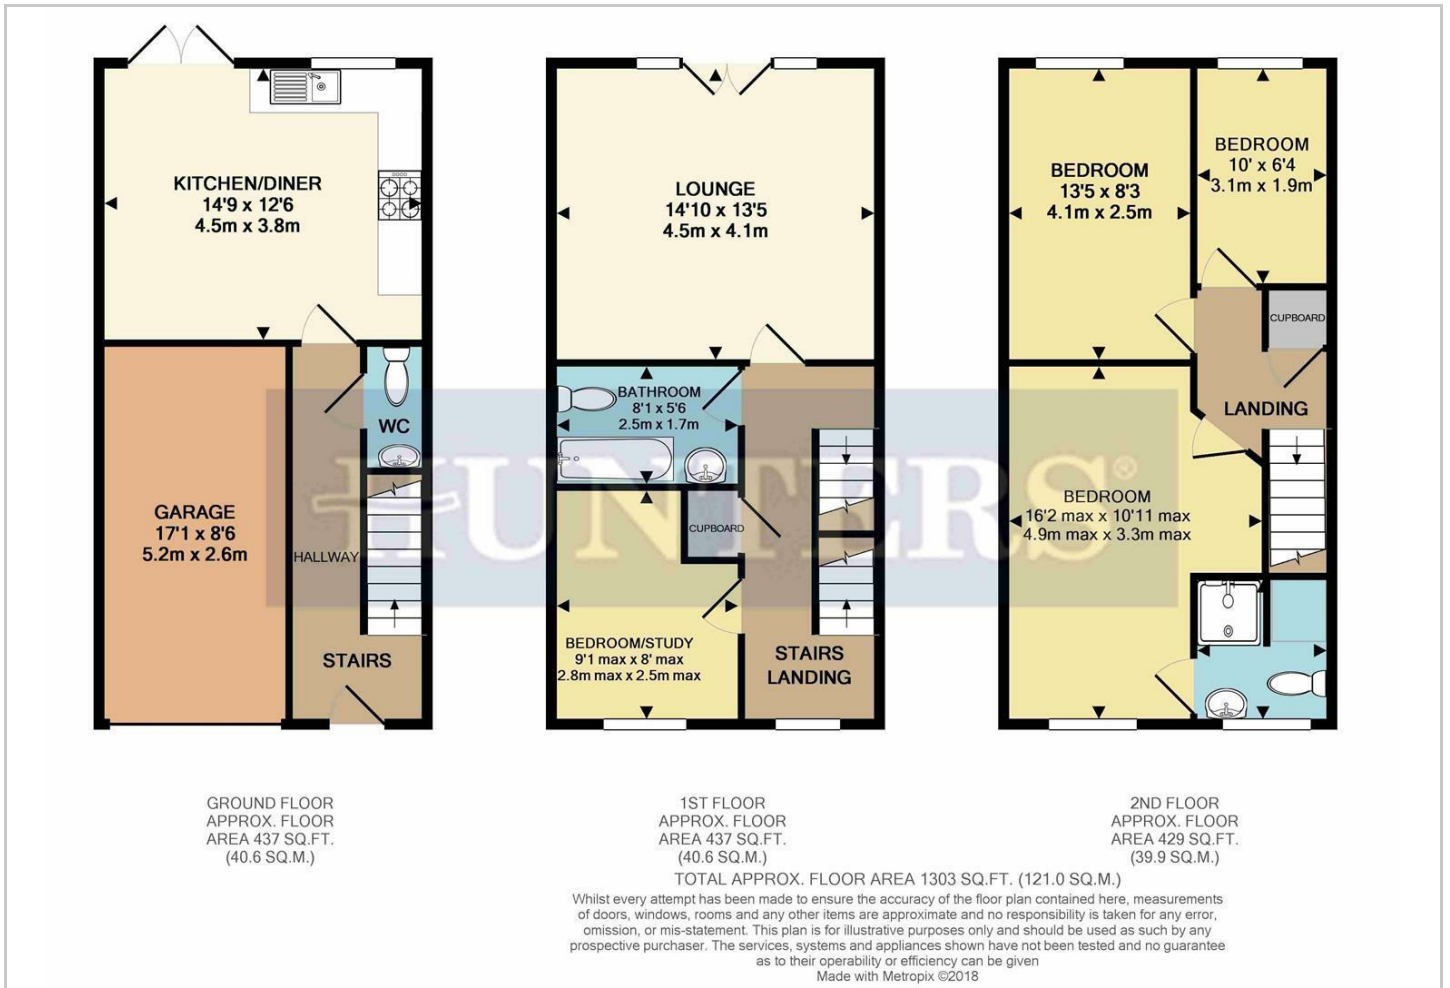 KITCHEN/DINER
14'9 x 12'6
4.5m x 3.8m
WC
GARAGE
17'1 x 8'6
5.2m x 2.6m
HALLWAY
STAIRS
LOUNGE
14'10 x 13'5
4.5m x 4.1m
BATHROOM
8'1 x 5'6
2.5m x 1.7m
CUPBOARD
BEDROOM/STUDY
9'1 max x 8' max
2.8m max x 2.5m max
STAIRS
LANDING
BEDROOM
13'5 x 8'3
4.1m x 2.5m
BEDROOM
10' x 6'4
3.1m x 1.9m
CUPBOARD
LANDING
BEDROOM
16'2 max x 10'11 max
4.9m max x 3.3m max
HUNTERS®
GROUND FLOOR
APPROX. FLOOR
AREA 437 SQ.FT.
(40.6 SQ.M.)
1ST FLOOR
APPROX. FLOOR
AREA 437 SQ.FT.
(40.6 SQ.M.)
2ND FLOOR
APPROX. FLOOR
AREA 429 SQ.FT.
(39.9 SQ.M.)
TOTAL APPROX. FLOOR AREA 1303 SQ.FT. (121.0 SQ.M.)
Whilst every attempt has been made to ensure the accuracy of the floor plan contained here, measurements
of doors, windows, rooms and any other items are approximate and no responsibility is taken for any error,
omission, or mis-statement. This plan is for illustrative purposes only and should be used as such by any
prospective purchaser. The services, systems and appliances shown have not been tested and no guarantee
as to their operability or efficiency can be given
Made with Metropix ©2018